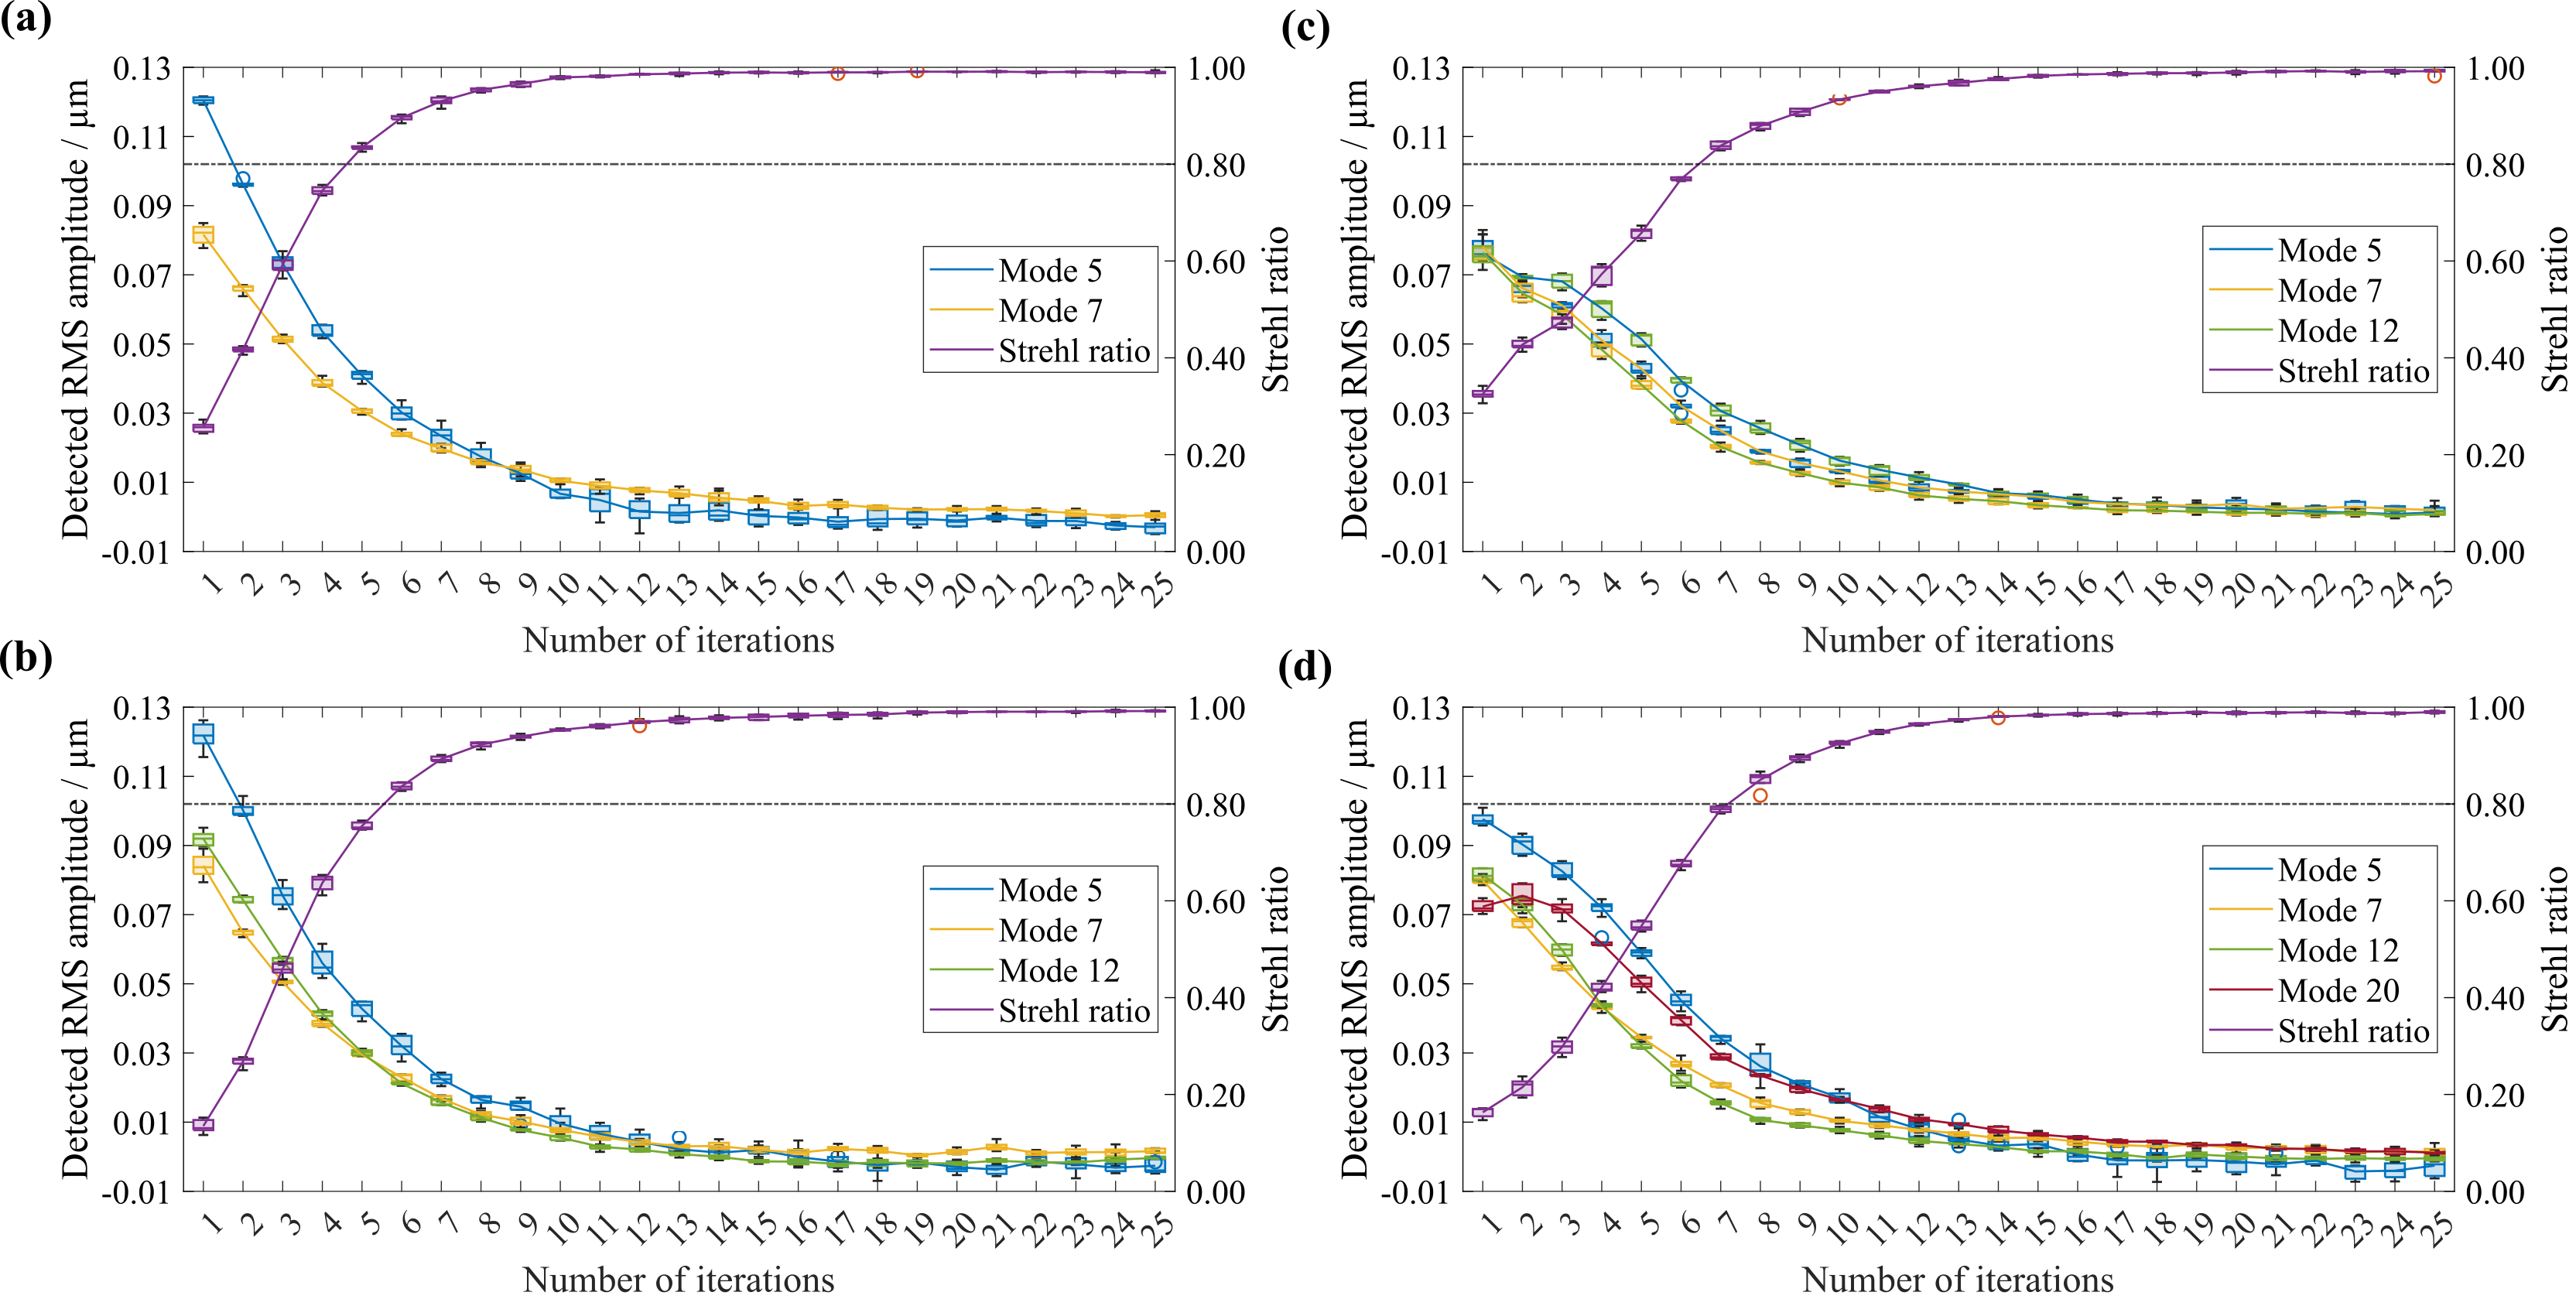 (a)
0.13
0.11
0.09
0.07
0.05
0.03
0.01
-0.01
Detected RMS amplitude / μm
1.00
0.80
0.60
0.40
0.20
0.00
Strehl ratio
Mode 5
Mode 7
Strehl ratio
1 2 3 4 5 6 7 8 9 10 11 12 13 14 15 16 17 18 19 20 21 22 23 24 25
Number of iterations
(c)
0.13
0.11
0.09
0.07
0.05
0.03
0.01
-0.01
Detected RMS amplitude / μm
1.00
0.80
0.60
0.40
0.20
0.00
Strehl ratio
Mode 5
Mode 7
Mode 12
Strehl ratio
1 2 3 4 5 6 7 8 9 10 11 12 13 14 15 16 17 18 19 20 21 22 23 24 25
Number of iterations
(b)
0.13
0.11
0.09
0.07
0.05
0.03
0.01
-0.01
Detected RMS amplitude / μm
1.00
0.80
0.60
0.40
0.20
0.00
Strehl ratio
Mode 5
Mode 7
Mode 12
Strehl ratio
1 2 3 4 5 6 7 8 9 10 11 12 13 14 15 16 17 18 19 20 21 22 23 24 25
Number of iterations
(d)
0.13
0.11
0.09
0.07
0.05
0.03
0.01
-0.01
Detected RMS amplitude / μm
1.00
0.80
0.60
0.40
0.20
0.00
Strehl ratio
Mode 5
Mode 7
Mode 12
Mode 20
Strehl ratio
1 2 3 4 5 6 7 8 9 10 11 12 13 14 15 16 17 18 19 20 21 22 23 24 25
Number of iterations